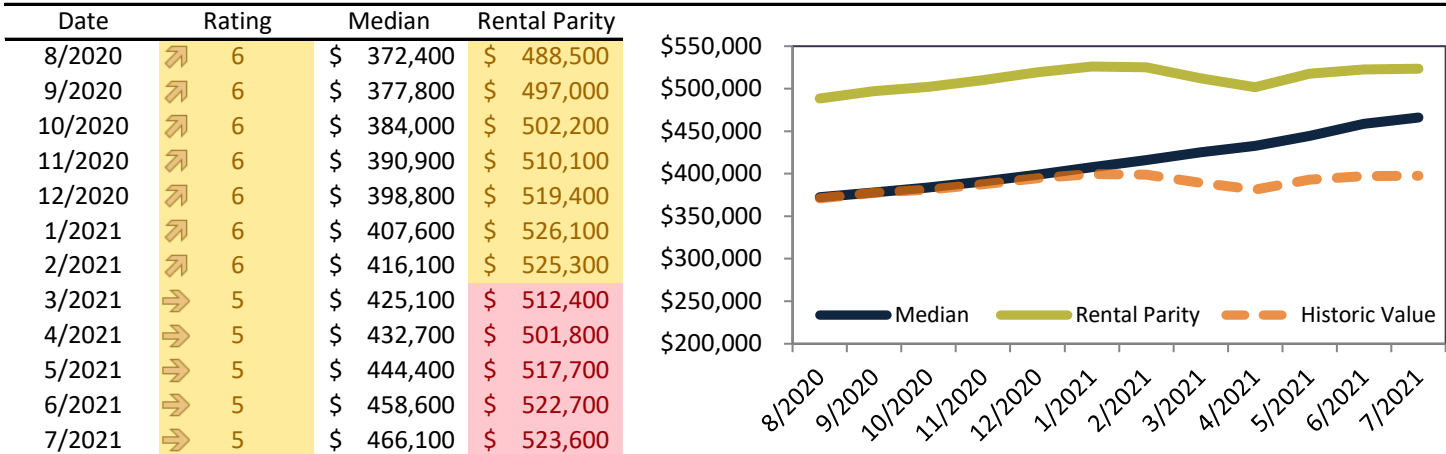 Date Rating Median Rental Parity
8/2020 6 $ 372,400 $ 488,500
9/2020 6 $ 377,800 $ 497,000
10/2020 6 $ 384,000 $ 502,200
11/2020 6 $ 390,900 $ 510,100
12/2020 6 $ 398,800 $ 519,400
1/2021 6 $ 407,600 $ 526,100
2/2021 6 $ 416,100 $ 525,300
3/2021 5 $ 425,100 $ 512,400
4/2021 5 $ 432,700 $ 501,800
5/2021 5 $ 444,400 $ 517,700
6/2021 5 $ 458,600 $ 522,700
7/2021 5 $ 466,100 $ 523,600
$550,000
$500,000
$450,000
$400,000
$350,000
$300,000
$250,000
$200,000
Median Rental Parity Historic Value
8/2020
9/2020
10/2020
11/2020
12/2020
1/2021
2/2021
3/2021
4/2021
5/2021
6/2021
7/2021